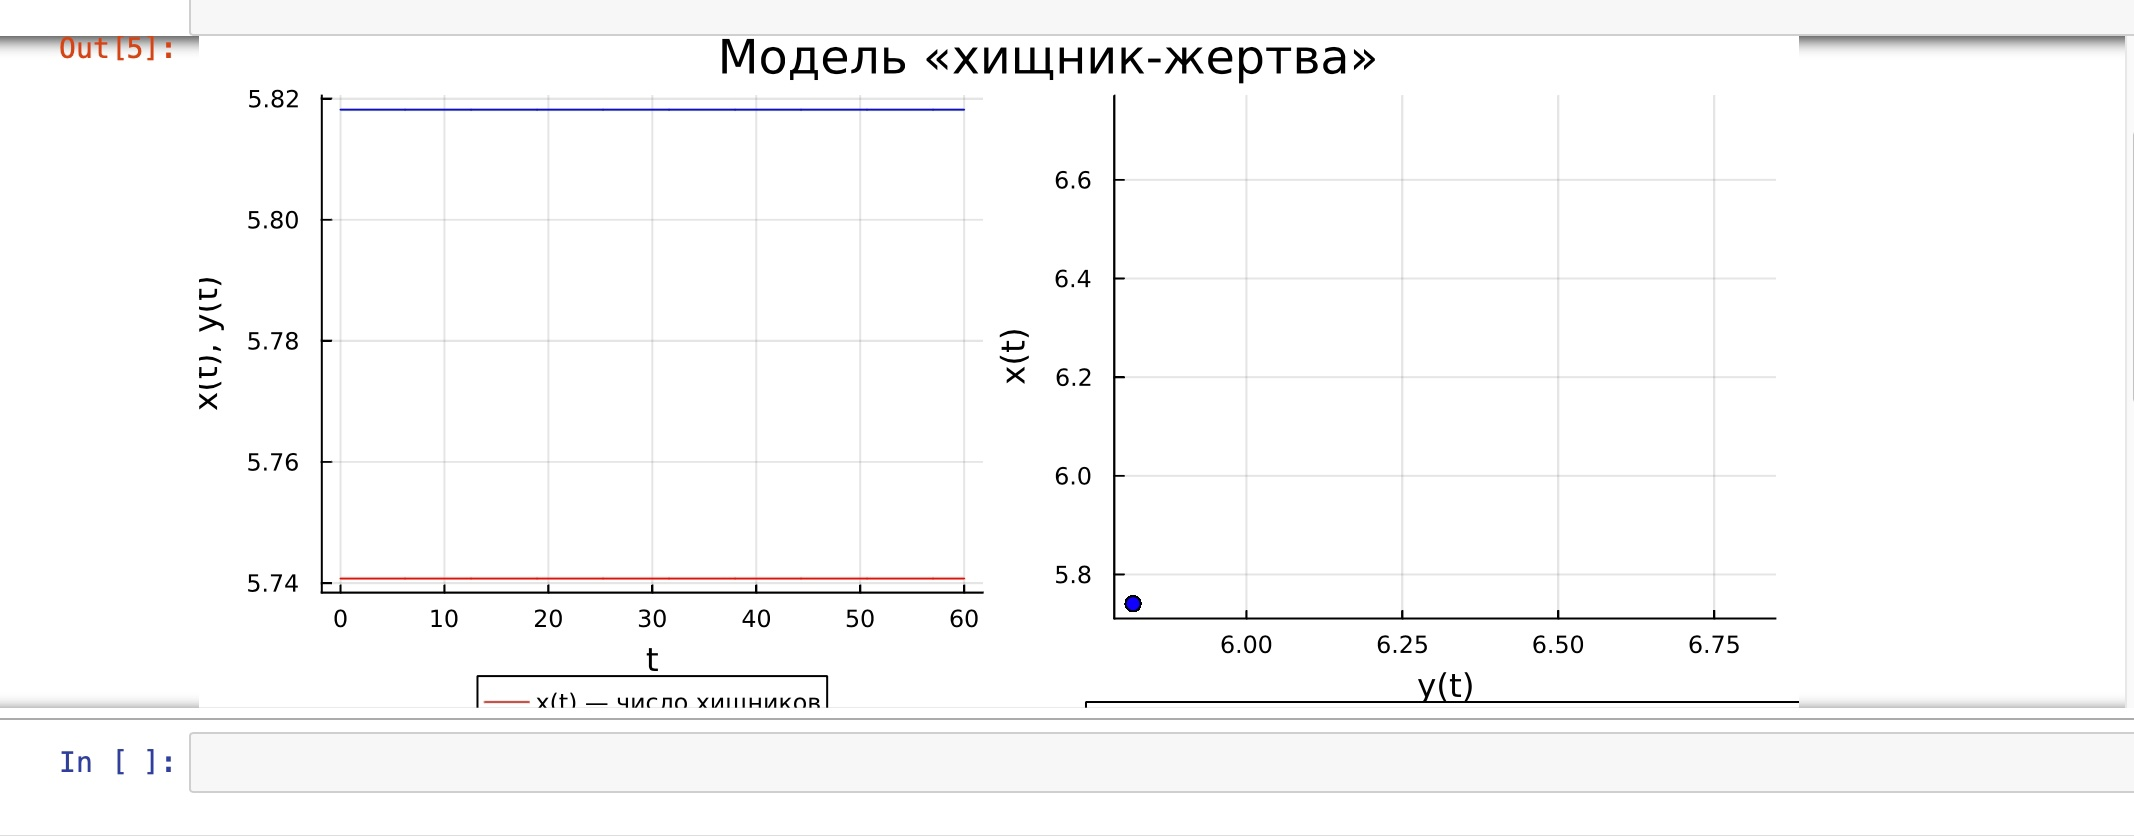 Out[5]:
Модель «хищник-жертва»
5.82
5.80
5.78
5.76
5.74
x(t), y(t)
0 10 20 30 40 50 60
t
x(t) — число хищников
6.6
6.4
6.2
6.0
5.8
x(t)
6.00 6.25 6.50 6.75
y(t)
In [ ]: